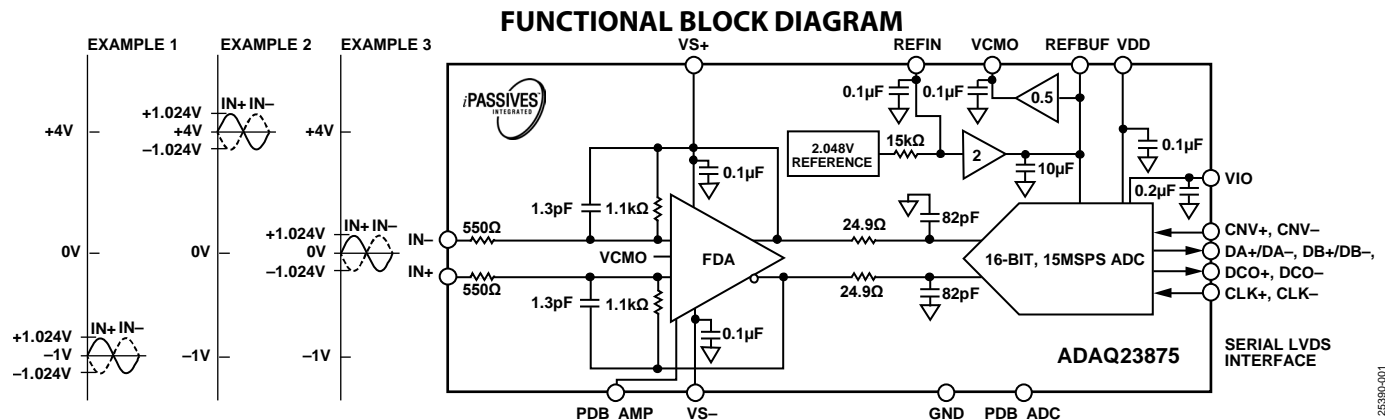 FUNCTIONAL BLOCK DIAGRAM
EXAMPLE 1
EXAMPLE 2
EXAMPLE 3
VS+
REFIN
VCMO
REFBUF
VDD
+4V
0V
+1.024V
–1V
–1.024V
IN+ IN–
+1.024V
+4V
–1.024V
IN+ IN–
0V
–1V
+4V
+1.024V
0V
–1.024V
IN+ IN–
–1V
iPASSIVES
INTEGRATED
0.1µF
0.1µF
0.5
2.048V
REFERENCE
15kΩ
2
10µF
0.1µF
0.2µF
VIO
0.1µF
1.3pF
1.1kΩ
550Ω
IN–
VCMO
FDA
24.9Ω
82pF
16-BIT, 15MSPS ADC
CNV+, CNV–
DA+/DA–, DB+/DB–,
DCO+, DCO–
CLK+, CLK–
IN+
550Ω
1.3pF
1.1kΩ
24.9Ω
82pF
0.1µF
ADAQ23875
SERIAL LVDS
INTERFACE
PDB_AMP
VS–
GND
PDB_ADC
25390-001